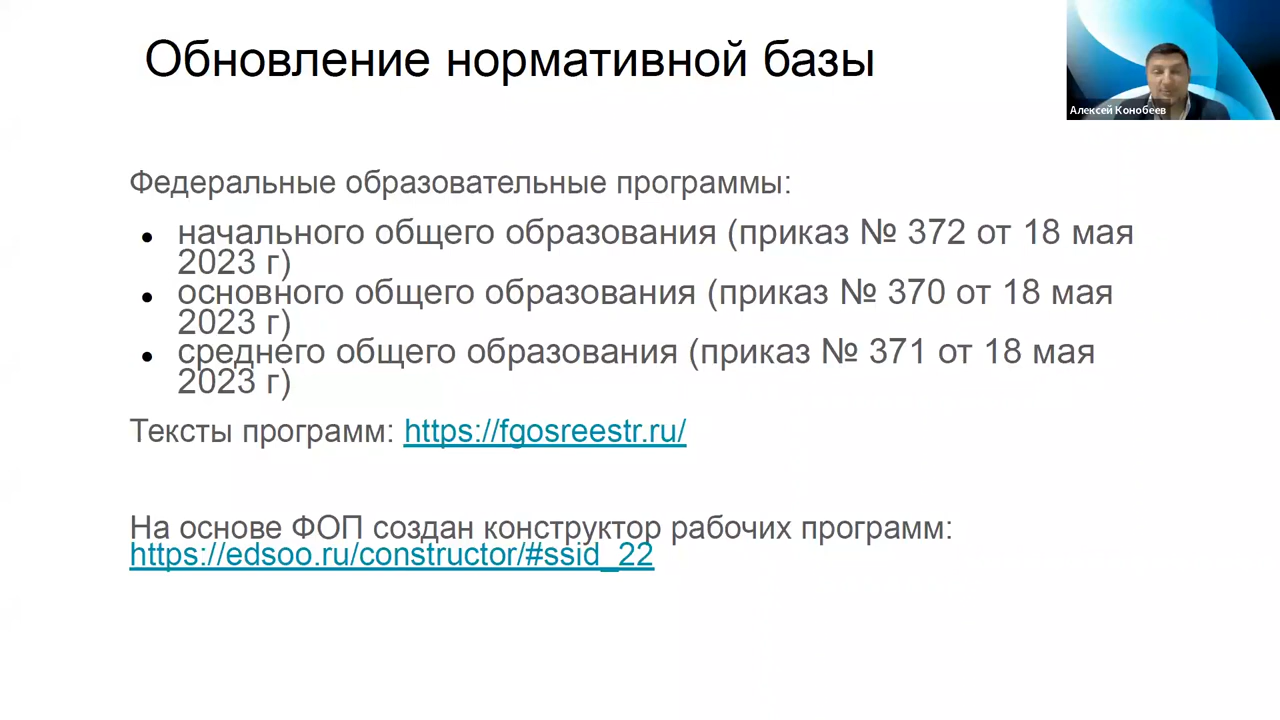 Обновление нормативной базы
Алексей Конобеев
Федеральные образовательные программы:
● начального общего образования (приказ № 372 от 18 мая
2023 г)
● основного общего образования (приказ № 370 от 18 мая
2023 г)
● среднего общего образования (приказ № 371 от 18 мая
2023 г)
Тексты программ: https://fgosreestr.ru/
На основе ФОП создан конструктор рабочих программ:
https://edsoo.ru/constructor/#ssid_22